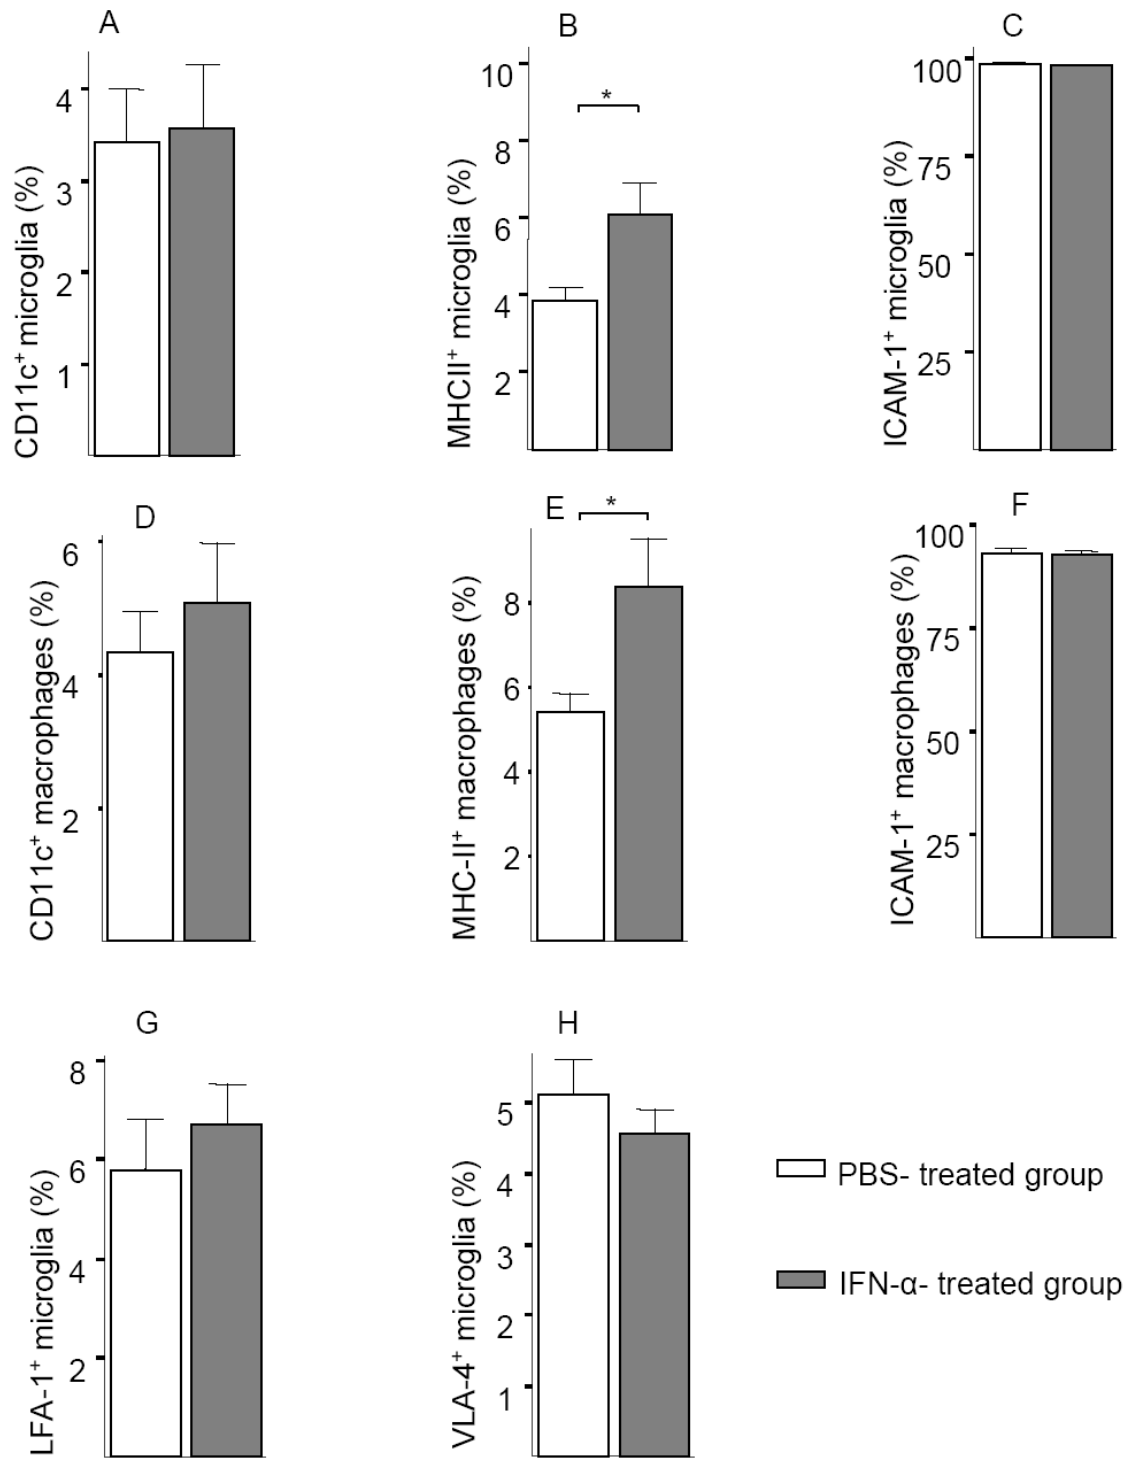 A
4
3
2
1
CD11c⁺ microglia (%)
B
*
10
8
6
4
2
MHCII⁺ microglia (%)
C
100
75
50
25
ICAM-1⁺ microglia (%)
D
6
4
2
CD11c⁺ macrophages (%)
E
*
8
6
4
2
MHC-II⁺ macrophages (%)
F
100
75
50
25
ICAM-1⁺ macrophages (%)
G
8
6
4
2
LFA-1⁺ microglia (%)
H
5
4
3
2
1
VLA-4⁺ microglia (%)
PBS- treated group
IFN-α- treated group